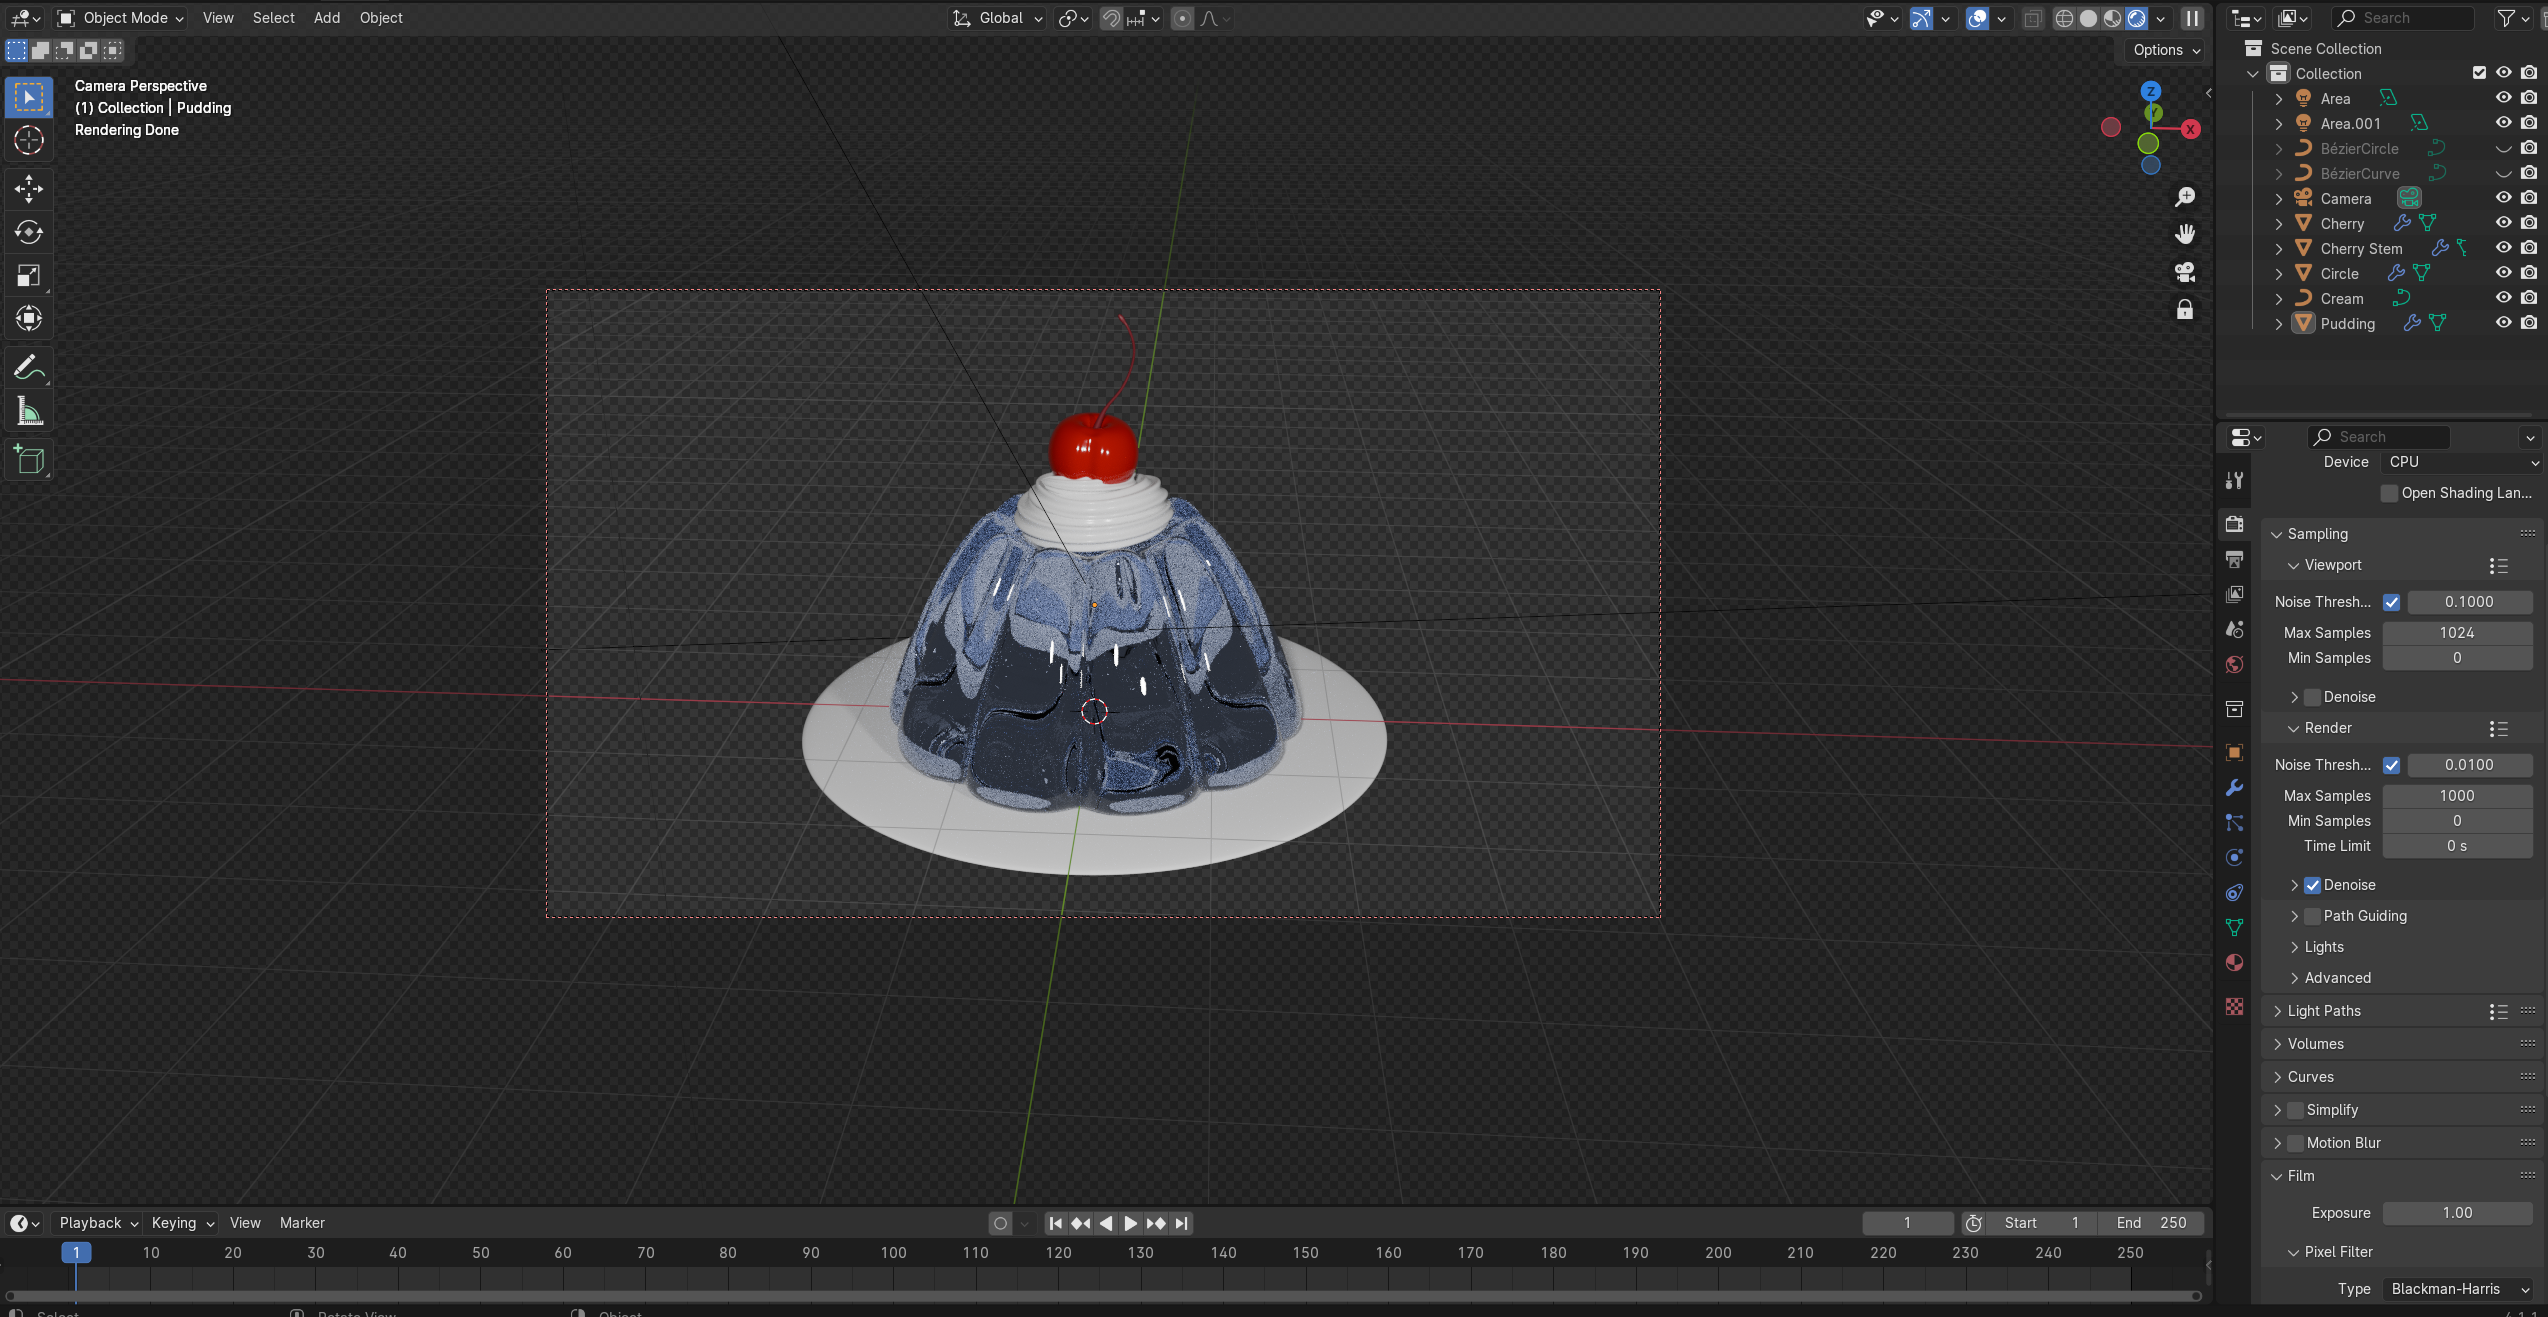 Object Mode View Select Add Object Global Search
Options
Camera Perspective
(1) Collection | Pudding
Rendering Done
Z
X
Scene Collection
Collection
Area
Area.001
BézierCircle
BézierCurve
Camera
Cherry
Cherry Stem
Circle
Cream
Pudding
Search
Device CPU
Open Shading Lan...
Sampling
Viewport
Noise Thresh... 0.1000
Max Samples 1024
Min Samples 0
Denoise
Render
Noise Thresh... 0.0100
Max Samples 1000
Min Samples 0
Time Limit 0 s
Denoise
Path Guiding
Lights
Advanced
Light Paths
Volumes
Curves
Simplify
Motion Blur
Film
Exposure 1.00
Pixel Filter
Type Blackman-Harris
Playback Keying View Marker 1 Start 1 End 250
1 10 20 30 40 50 60 70 80 90 100 110 120 130 140 150 160 170 180 190 200 210 220 230 240 250
Select Rotate View Object